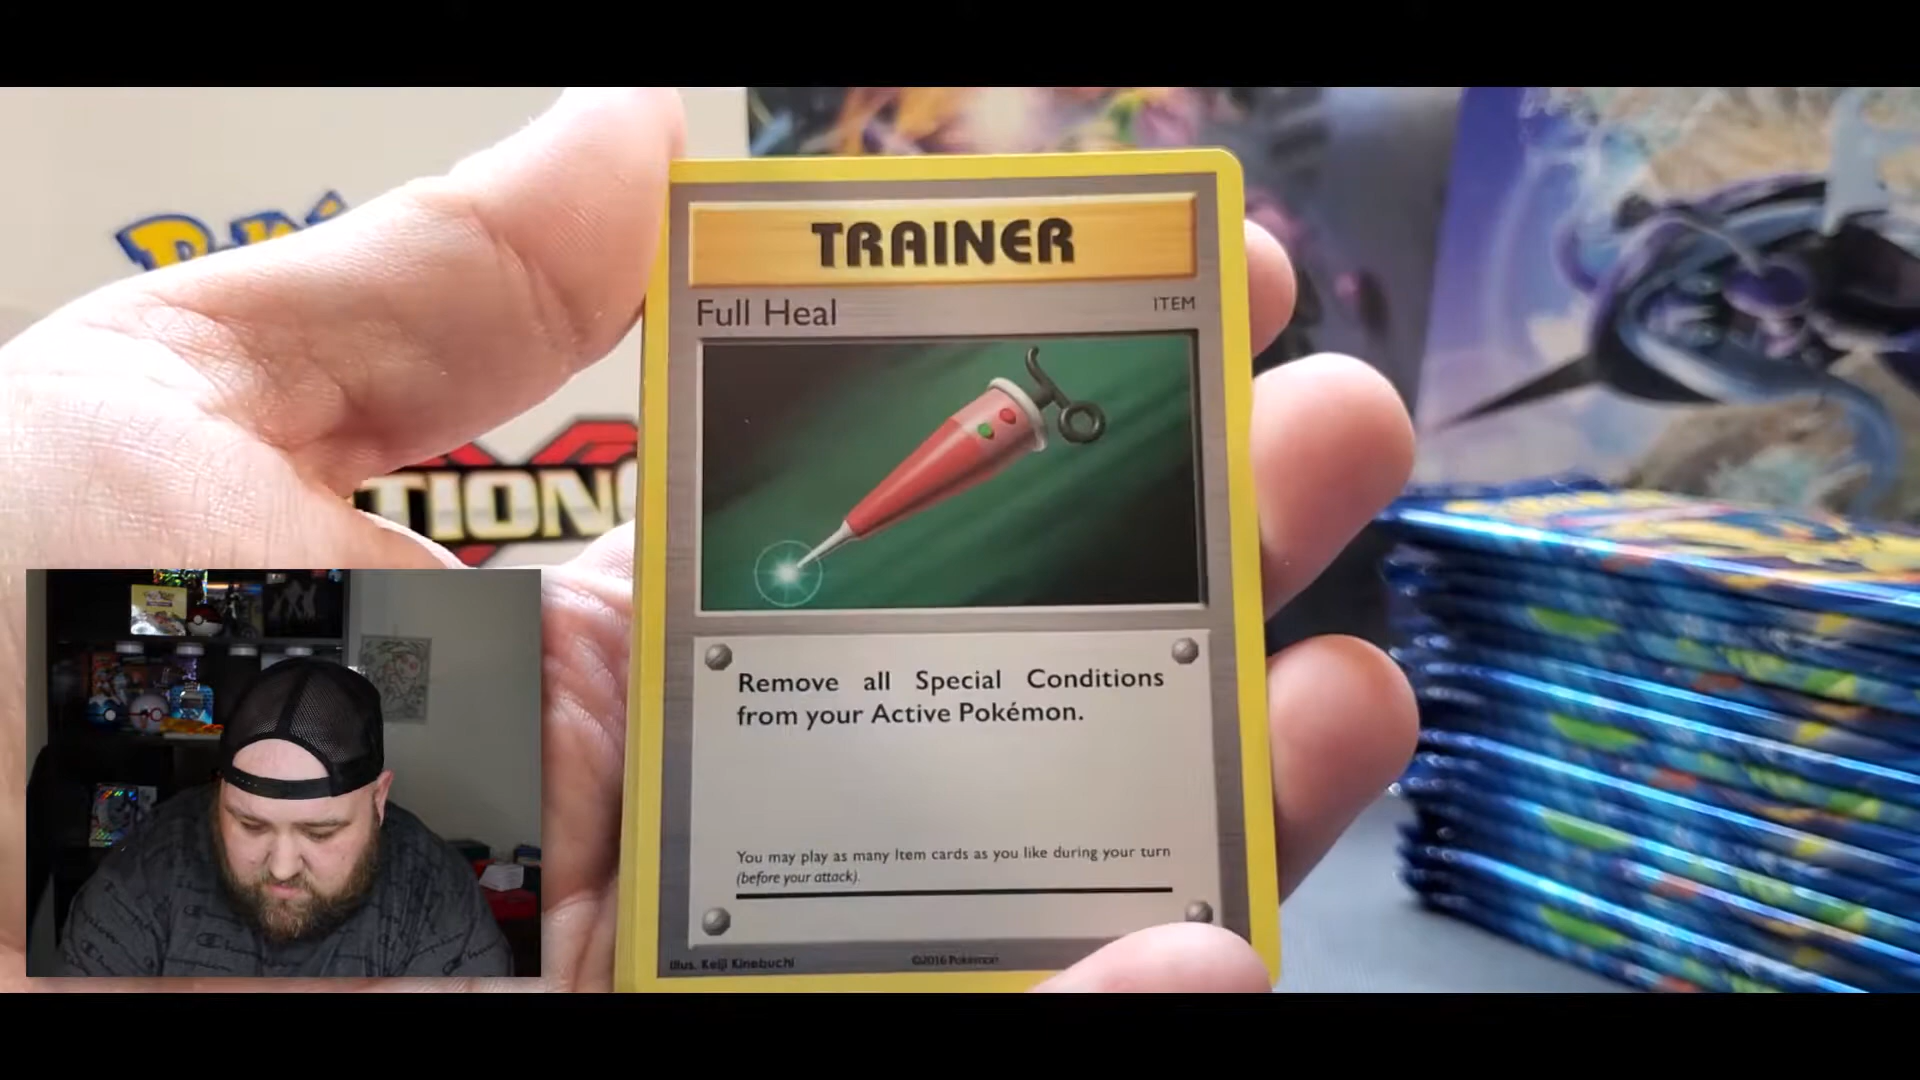 TRAINER
Full Heal
ITEM
Remove all Special Conditions
from your Active Pokémon.
You may play as many Item cards as you like during your turn
(before your attack).
Illus. Keiji Kinebuchi
©2016 Pokémon
TION